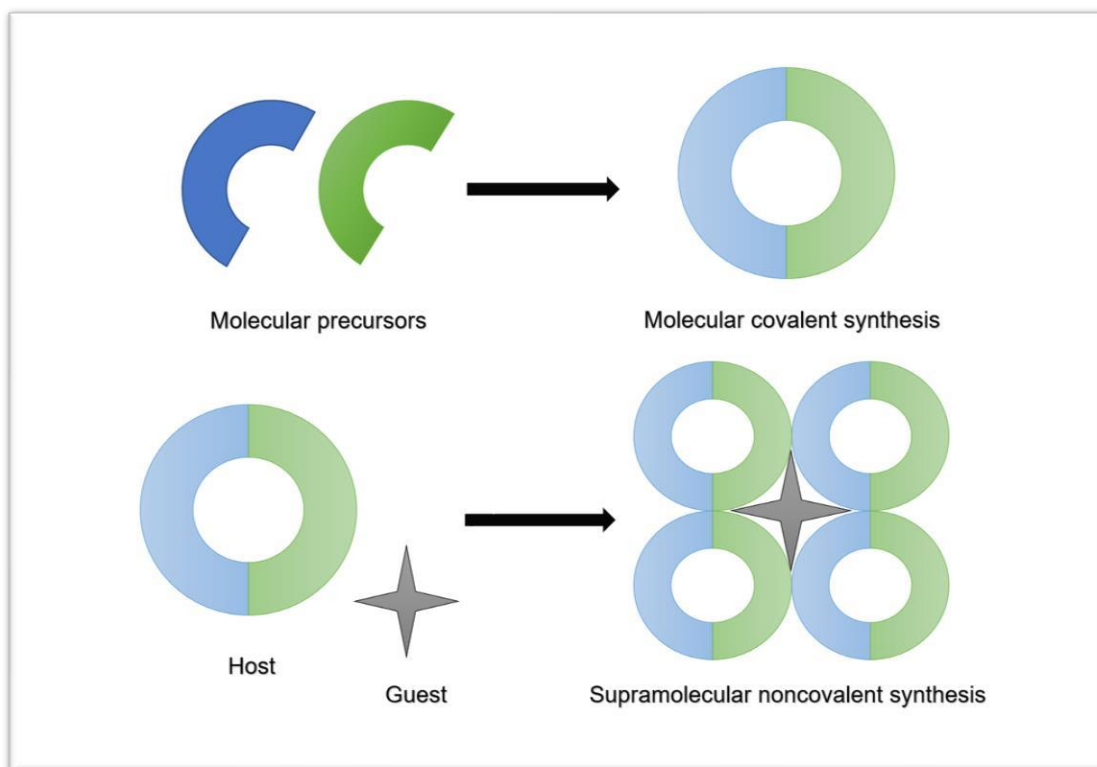 Molecular precursors
Molecular covalent synthesis
Host
Guest
Supramolecular noncovalent synthesis